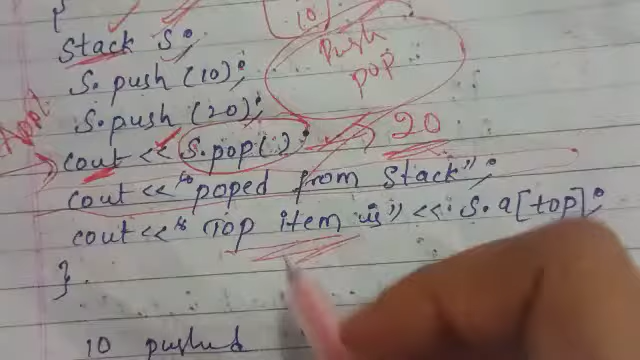 }
10
Stack S;
Push
pop
S.push (10);
S.push (20);
Appl
cout << S.pop( ); → 20
cout << "poped from Stack";
cout << "Top item is" << S.a[top];
}
10 pushed